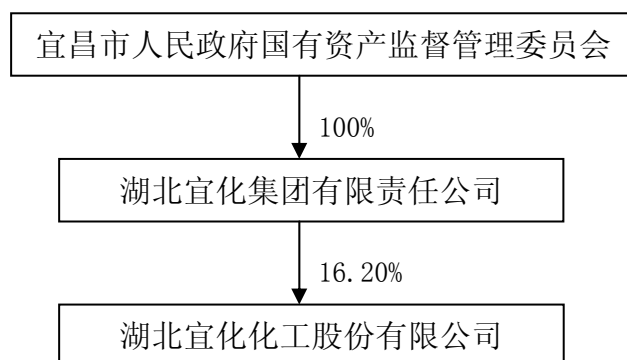 宜昌市人民政府国有资产监督管理委员会
100%
湖北宜化集团有限责任公司
16.20%
湖北宜化化工股份有限公司